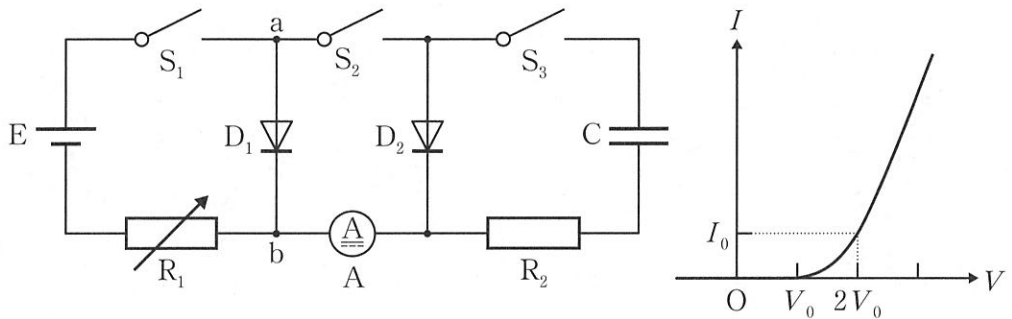 a
S₁
S₂
S₃
E
D₁
D₂
C
A
R₁
b
A
R₂
I
I₀
O
V₀
2V₀
V